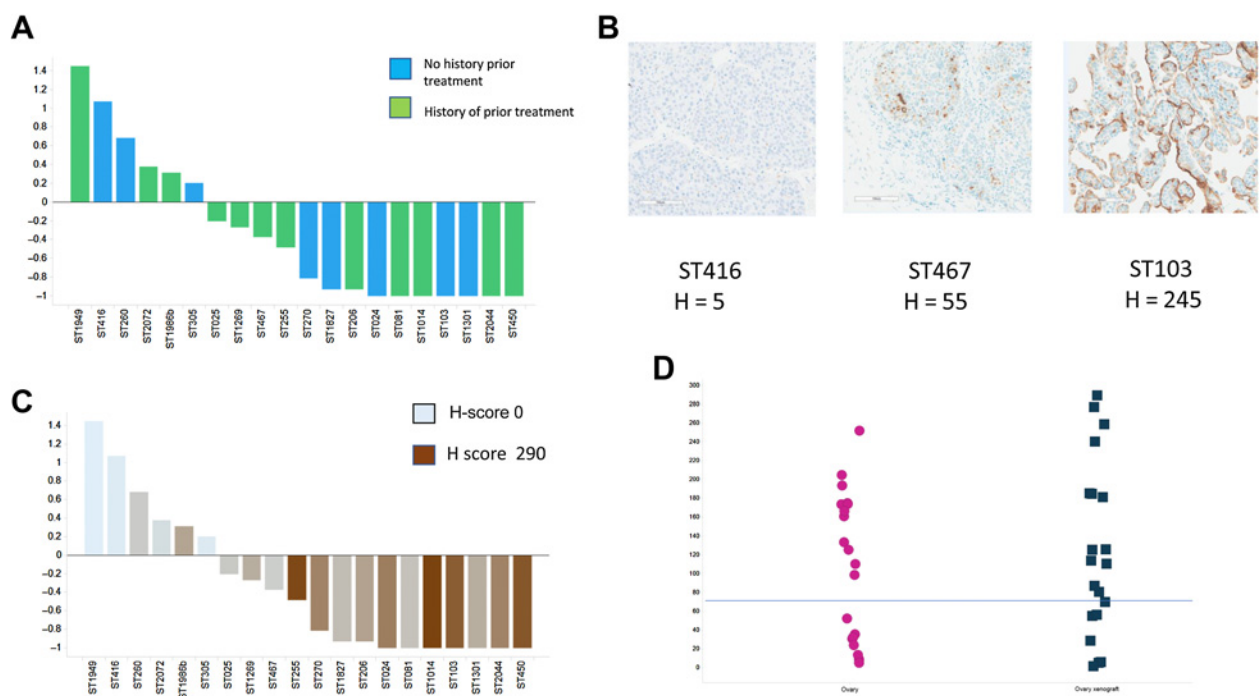 A
No history prior
treatment
History of prior treatment
1.4
1.2
1
0.8
0.6
0.4
0.2
0
−0.2
−0.4
−0.6
−0.8
−1
ST1949
ST416
ST260
ST2072
ST1986b
ST305
ST025
ST1269
ST467
ST255
ST270
ST1827
ST206
ST024
ST081
ST1014
ST103
ST1301
ST2044
ST450
B
ST416
H = 5
ST467
H = 55
ST103
H = 245
C
H-score 0
H score 290
1.4
1.2
1
0.8
0.6
0.4
0.2
0
−0.2
−0.4
−0.6
−0.8
−1
ST1949
ST416
ST260
ST2072
ST1986b
ST305
ST025
ST1269
ST467
ST255
ST270
ST1827
ST206
ST024
ST081
ST1014
ST103
ST1301
ST2044
ST450
D
300
280
260
240
220
200
180
160
140
120
100
80
60
40
20
0
Ovary
Ovary xenograft